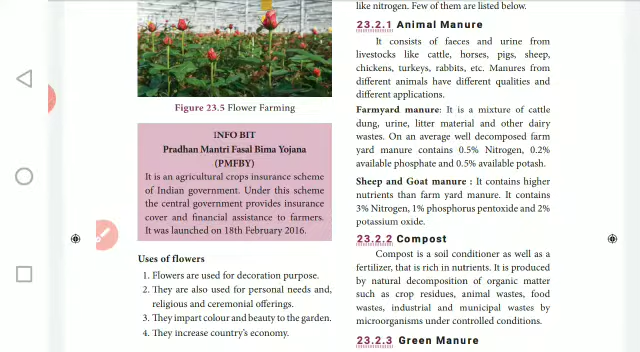 Figure 23.5 Flower Farming
INFO BIT
Pradhan Mantri Fasal Bima Yojana
(PMFBY)
It is an agricultural crops insurance scheme
of Indian government. Under this scheme
the central government provides insurance
cover and financial assistance to farmers.
It was launched on 18th February 2016.
Uses of flowers
1. Flowers are used for decoration purpose.
2. They are also used for personal needs and,
religious and ceremonial offerings.
3. They impart colour and beauty to the garden.
4. They increase country's economy.
like nitrogen. Few of them are listed below.
23.2.1 Animal Manure
It consists of faeces and urine from
livestocks like cattle, horses, pigs, sheep,
chickens, turkeys, rabbits, etc. Manures from
different animals have different qualities and
different applications.
Farmyard manure: It is a mixture of cattle
dung, urine, litter material and other dairy
wastes. On an average well decomposed farm
yard manure contains 0.5% Nitrogen, 0.2%
available phosphate and 0.5% available potash.
Sheep and Goat manure : It contains higher
nutrients than farm yard manure. It contains
3% Nitrogen, 1% phosphorus pentoxide and 2%
potassium oxide.
23.2.2 Compost
Compost is a soil conditioner as well as a
fertilizer, that is rich in nutrients. It is produced
by natural decomposition of organic matter
such as crop residues, animal wastes, food
wastes, industrial and municipal wastes by
microorganisms under controlled conditions.
23.2.3 Green Manure